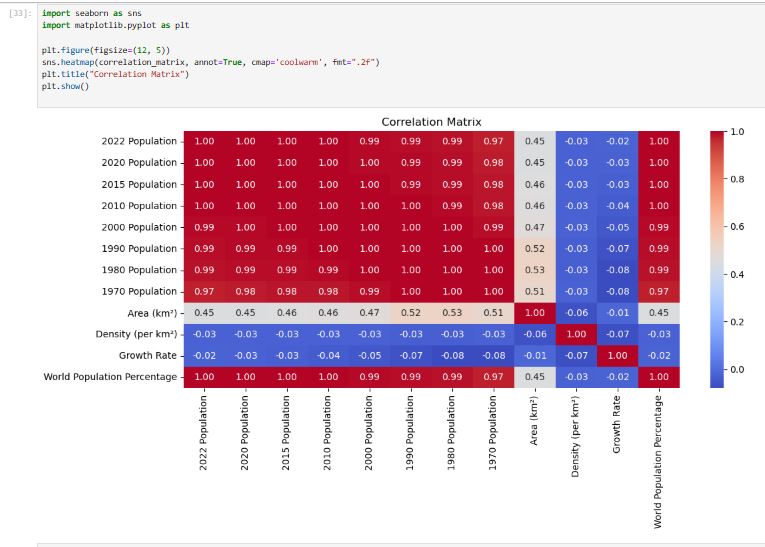 [33]: import seaborn as sns
import matplotlib.pyplot as plt
plt.figure(figsize=(12, 5))
sns.heatmap(correlation_matrix, annot=True, cmap='coolwarm', fmt=".2f")
plt.title("Correlation Matrix")
plt.show()
Correlation Matrix
2022 Population 1.00 1.00 1.00 1.00 0.99 0.99 0.99 0.97 0.45 -0.03 -0.02 1.00
2020 Population 1.00 1.00 1.00 1.00 1.00 0.99 0.99 0.98 0.45 -0.03 -0.03 1.00
2015 Population 1.00 1.00 1.00 1.00 1.00 0.99 0.99 0.98 0.46 -0.03 -0.03 1.00
2010 Population 1.00 1.00 1.00 1.00 1.00 0.99 0.99 0.98 0.46 -0.03 -0.04 1.00
2000 Population 0.99 1.00 1.00 1.00 1.00 1.00 1.00 0.99 0.47 -0.03 -0.05 0.99
1990 Population 0.99 0.99 0.99 1.00 1.00 1.00 1.00 1.00 0.52 -0.03 -0.07 0.99
1980 Population 0.99 0.99 0.99 0.99 1.00 1.00 1.00 1.00 0.53 -0.03 -0.08 0.99
1970 Population 0.97 0.98 0.98 0.98 0.99 1.00 1.00 1.00 0.51 -0.03 -0.08 0.97
Area (km²) 0.45 0.45 0.46 0.46 0.47 0.52 0.53 0.51 1.00 -0.06 -0.01 0.45
Density (per km²) -0.03 -0.03 -0.03 -0.03 -0.03 -0.03 -0.03 -0.03 -0.06 1.00 -0.07 -0.03
Growth Rate -0.02 -0.03 -0.03 -0.04 -0.05 -0.07 -0.08 -0.08 -0.01 -0.07 1.00 -0.02
World Population Percentage 1.00 1.00 1.00 1.00 0.99 0.99 0.99 0.97 0.45 -0.03 -0.02 1.00
2022 Population
2020 Population
2015 Population
2010 Population
2000 Population
1990 Population
1980 Population
1970 Population
Area (km²)
Density (per km²)
Growth Rate
World Population Percentage
1.0
0.8
0.6
0.4
0.2
0.0